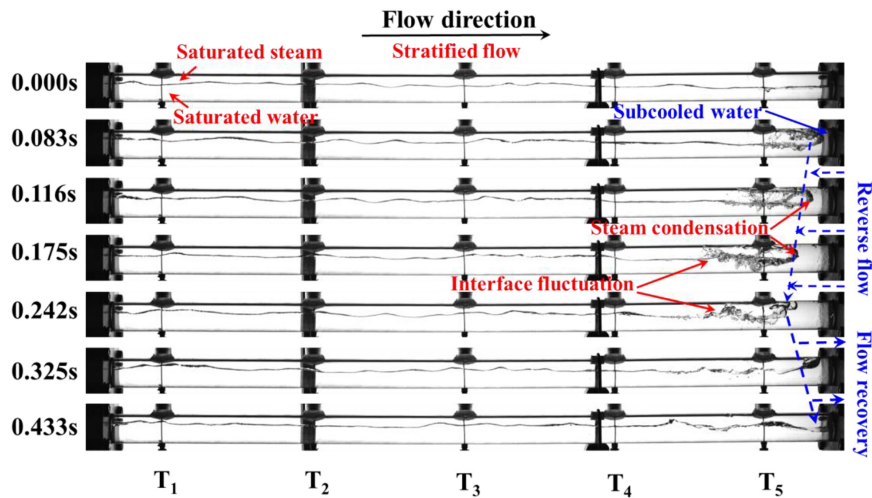 Flow direction
Saturated steam
Stratified flow
0.000s
Saturated water
Subcooled water
0.083s
0.116s
Steam condensation
0.175s
Interface fluctuation
0.242s
0.325s
0.433s
Reverse flow
Flow recovery
T1 T2 T3 T4 T5